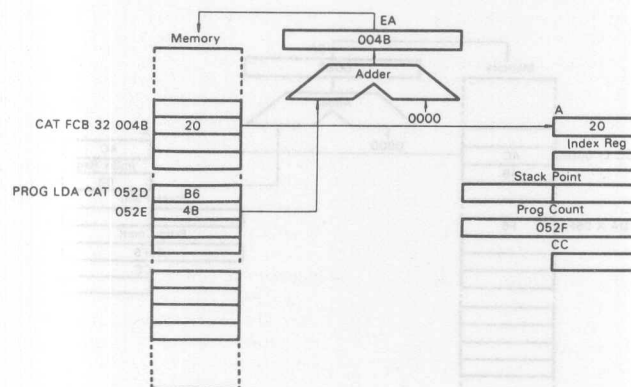 EA
Memory
004B
Adder
0000
A
CAT FCB 32 004B
20
20
Index Reg
Stack Point
PROG LDA CAT 052D
B6
052E
4B
Prog Count
052F
CC